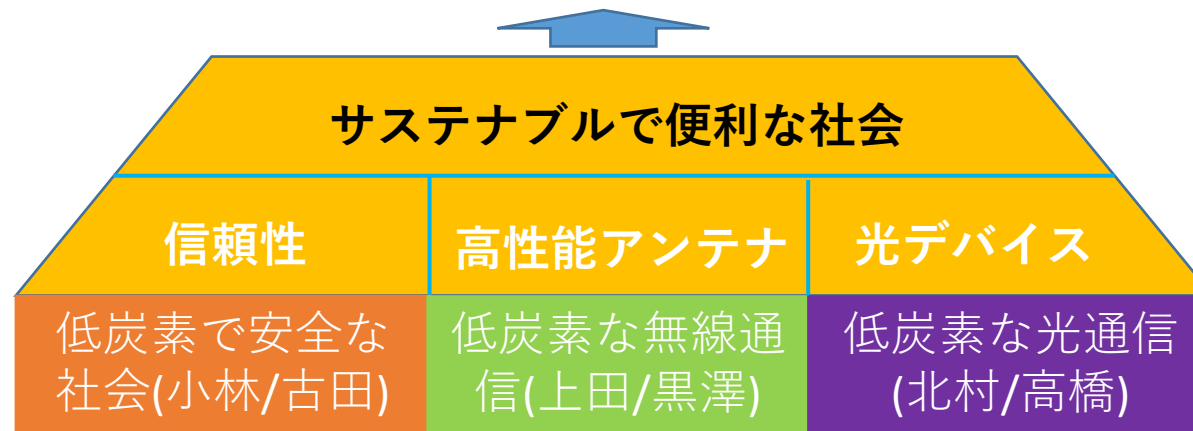 サステナブルで便利な社会
信頼性
高性能アンテナ
光デバイス
低炭素で安全な
社会(小林/古田)
低炭素な無線通
信(上田/黒澤)
低炭素な光通信
(北村/高橋)